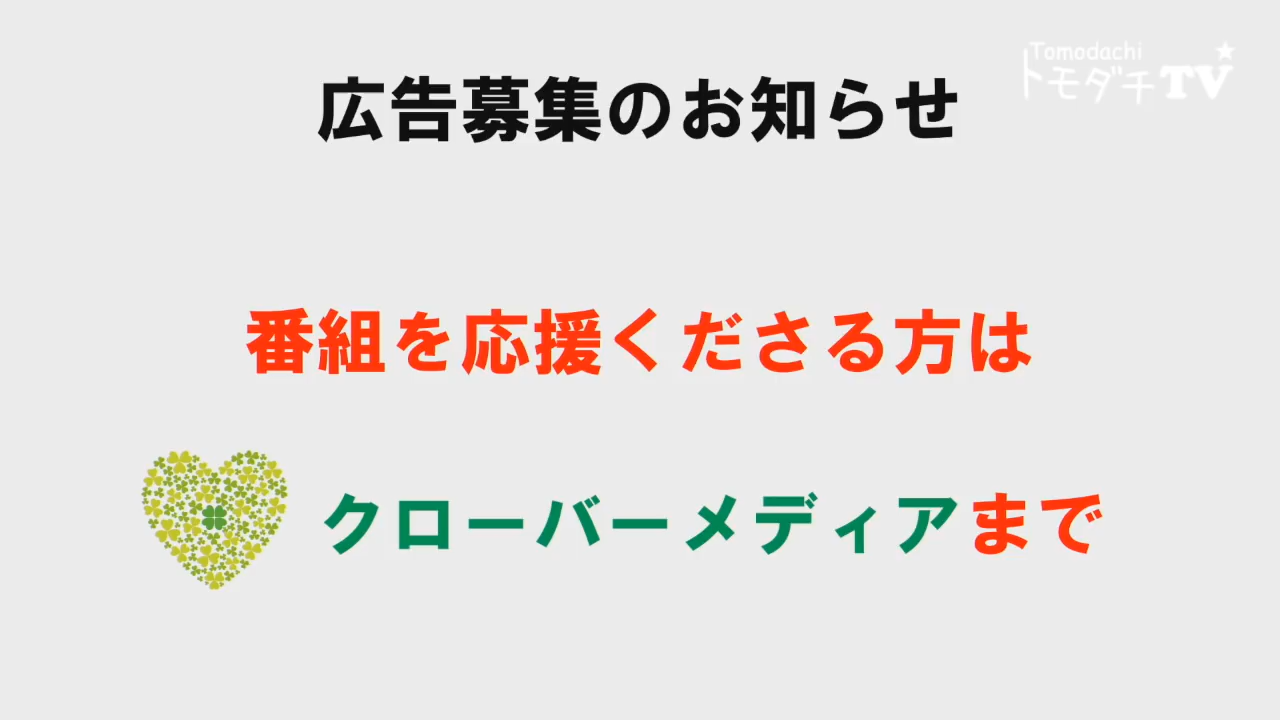 Tomodachi
トモダチTV
広告募集のお知らせ
番組を応援くださる方は
クローバーメディアまで